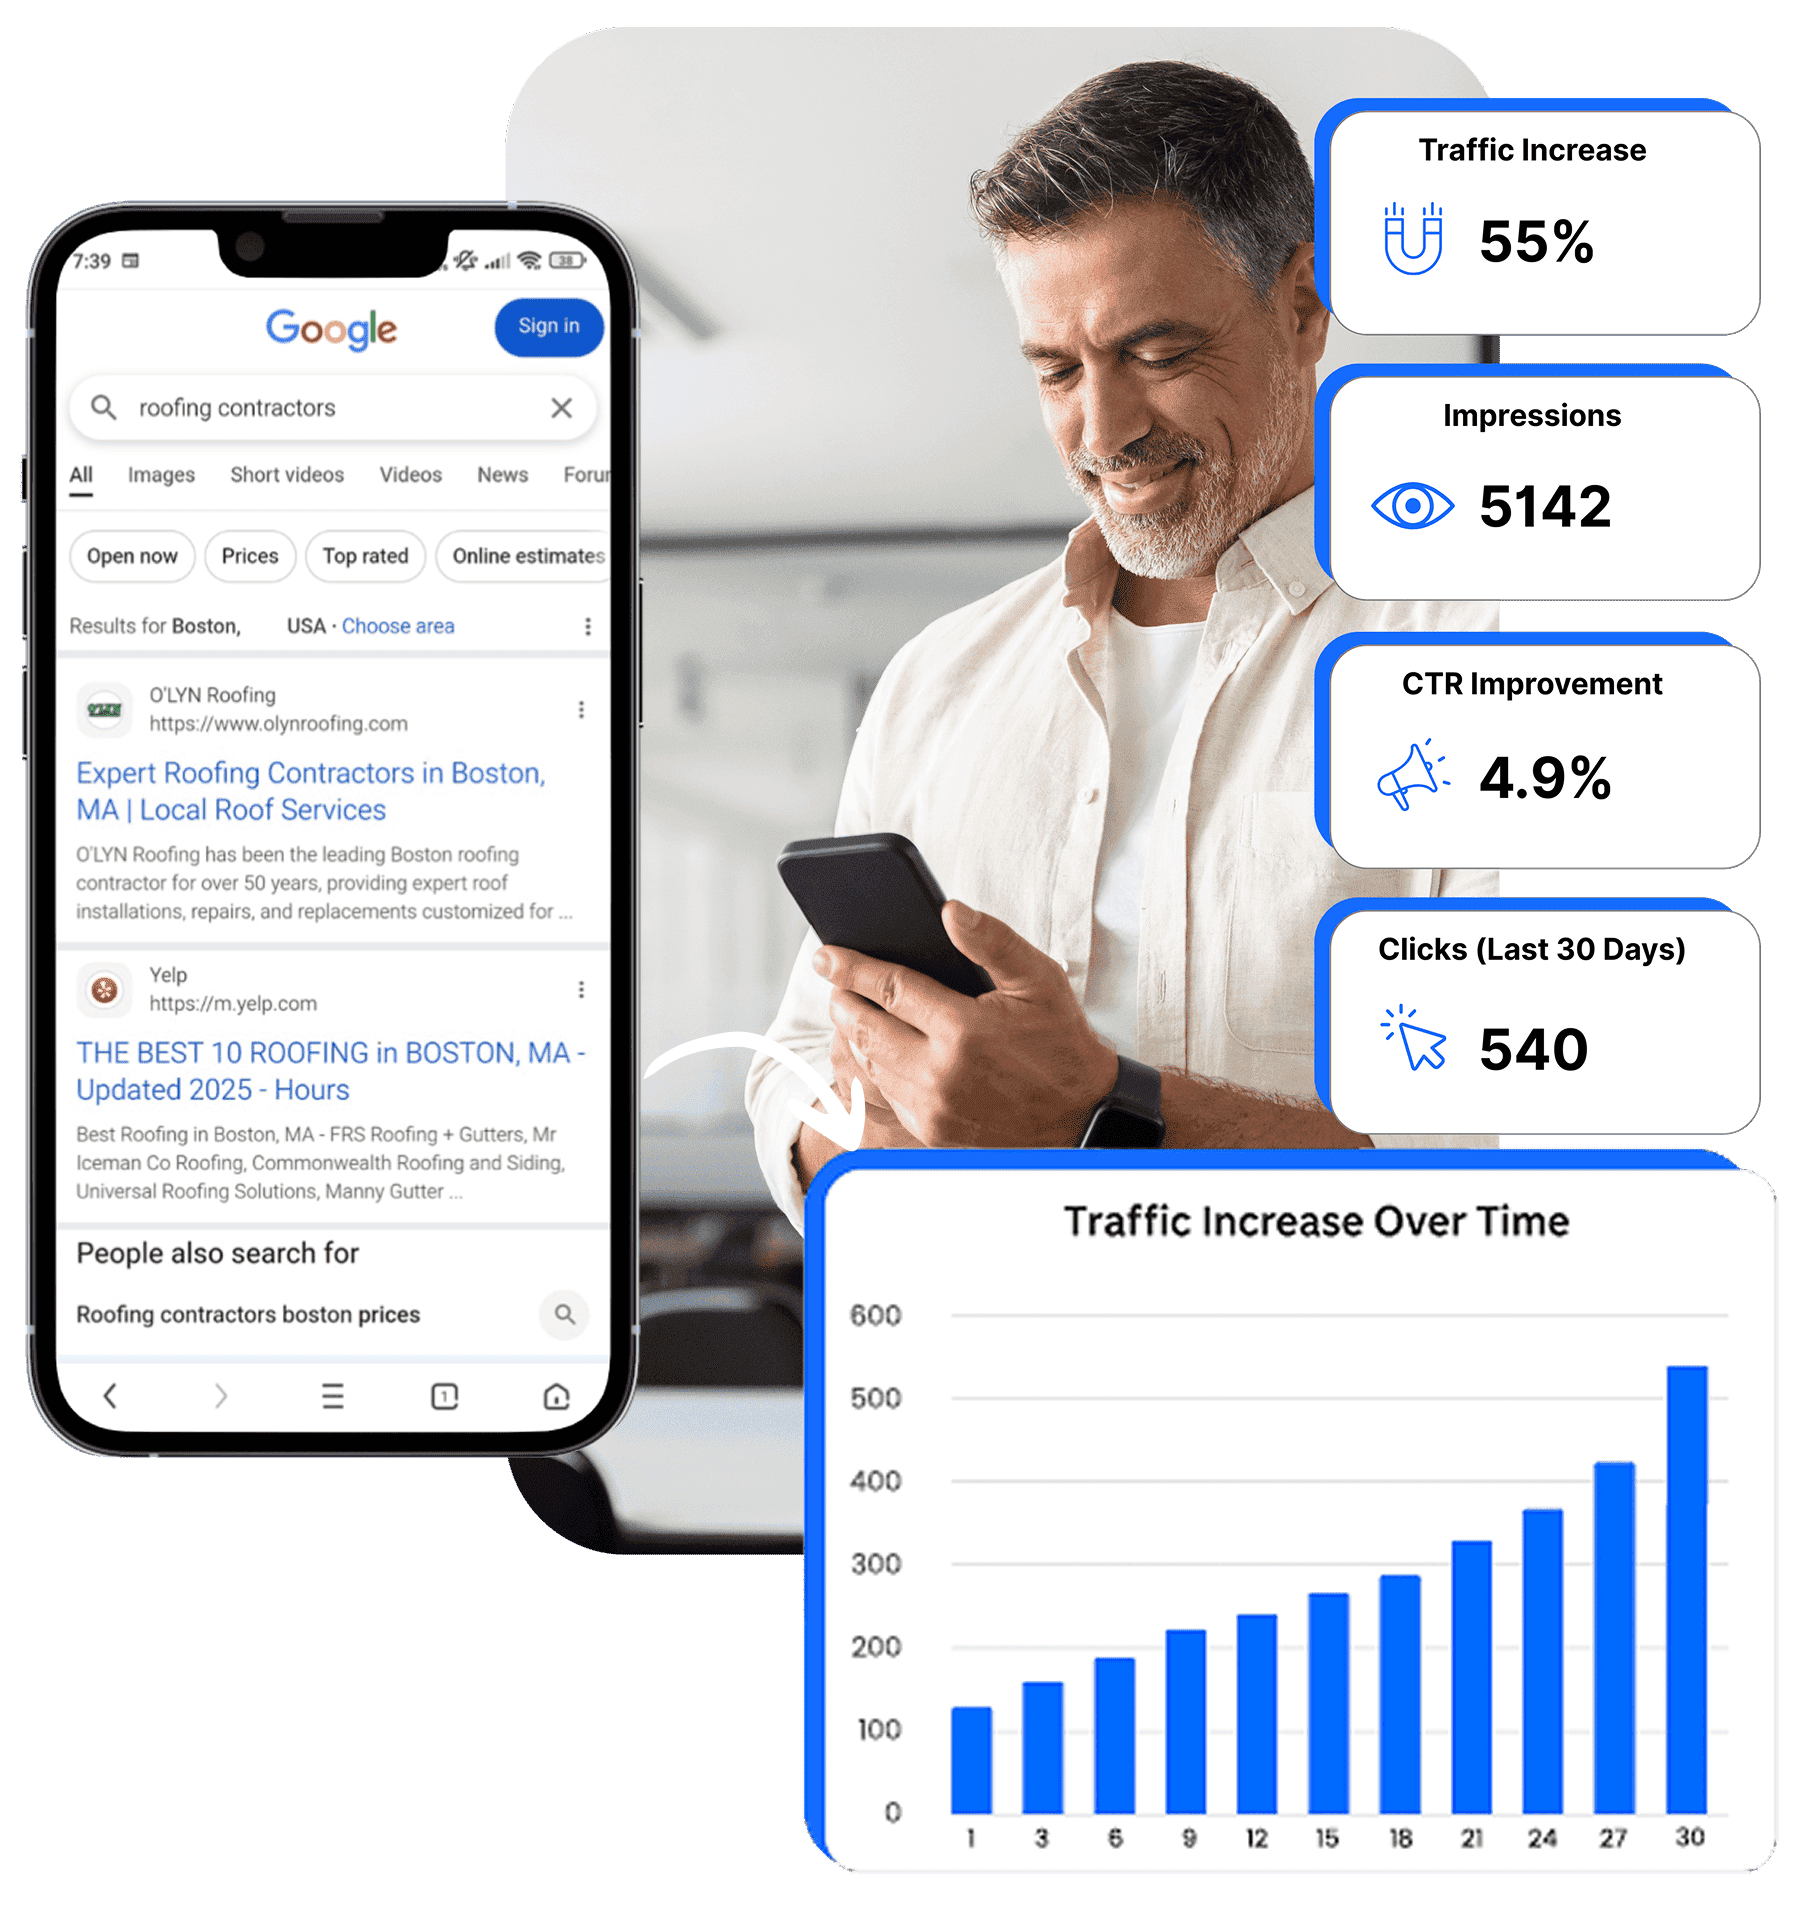 7:39
38
Google
Sign in
roofing contractors
All Images Short videos Videos News Forur
Open now Prices Top rated Online estimates
Results for Boston, USA · Choose area
O'LYN Roofing
https://www.olynroofing.com
Expert Roofing Contractors in Boston,
MA | Local Roof Services
O'LYN Roofing has been the leading Boston roofing
contractor for over 50 years, providing expert roof
installations, repairs, and replacements customized for ...
Yelp
https://m.yelp.com
THE BEST 10 ROOFING in BOSTON, MA -
Updated 2025 - Hours
Best Roofing in Boston, MA - FRS Roofing + Gutters, Mr
Iceman Co Roofing, Commonwealth Roofing and Siding,
Universal Roofing Solutions, Manny Gutter ...
People also search for
Roofing contractors boston prices
1
Traffic Increase
55%
Impressions
5142
CTR Improvement
4.9%
Clicks (Last 30 Days)
540
Traffic Increase Over Time
600
500
400
300
200
100
0
1 3 6 9 12 15 18 21 24 27 30